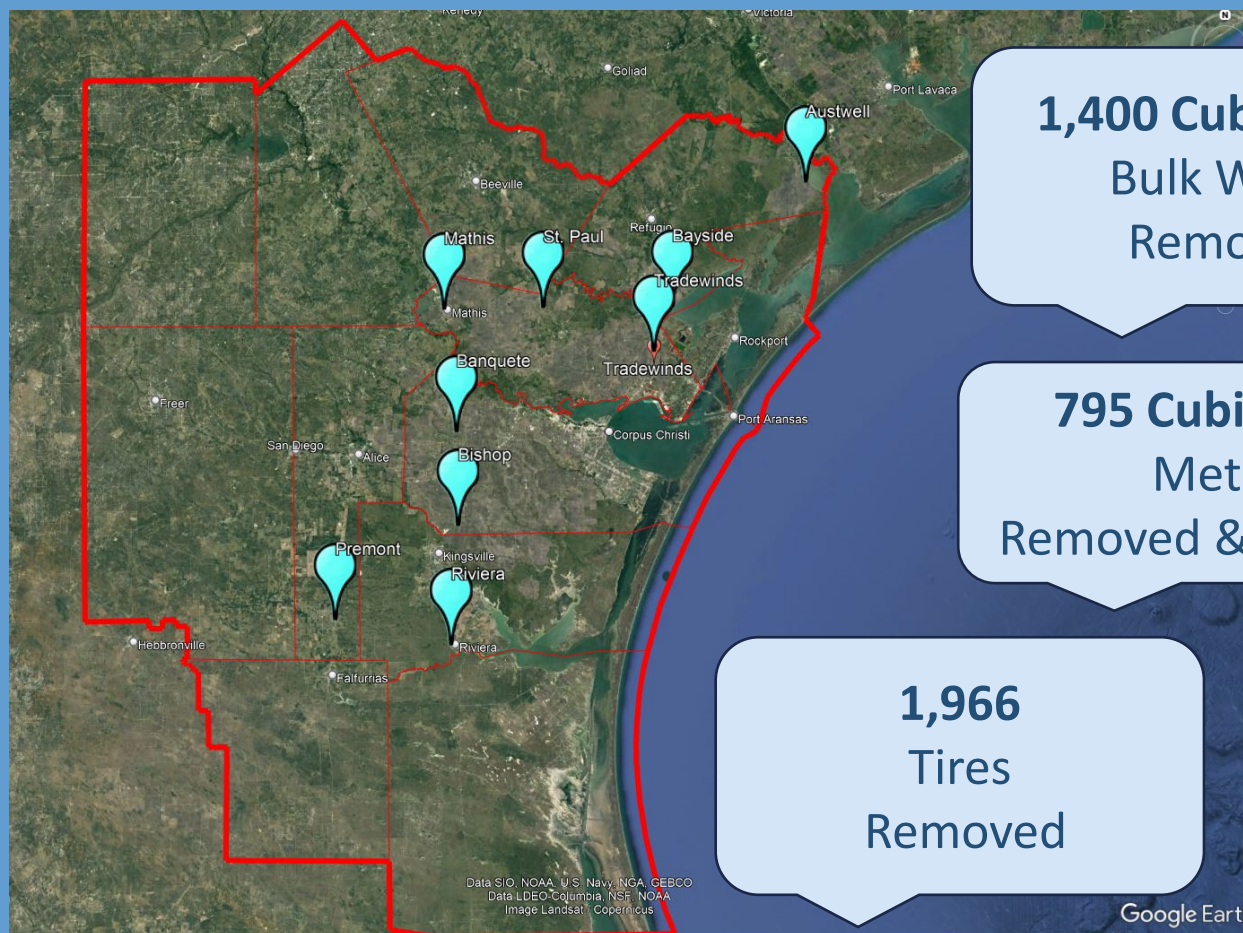 Kenedy
Victoria
N
Goliad
Port Lavaca
Austwell
Beeville
Refugio
Mathis
St. Paul
Bayside
Tradewinds
Mathis
Rockport
Banquete
Tradewinds
Freer
Port Aransas
Corpus Christi
San Diego
Alice
Bishop
Premont
Kingsville
Riviera
Hebbronville
Riviera
Falfurrias
1,400 Cub
Bulk W
Remo
795 Cubi
Met
Removed &
1,966
Tires
Removed
Data SIO, NOAA, U.S. Navy, NGA, GEBCO
Data LDEO-Columbia, NSF, NOAA
Image Landsat / Copernicus
Google Eart